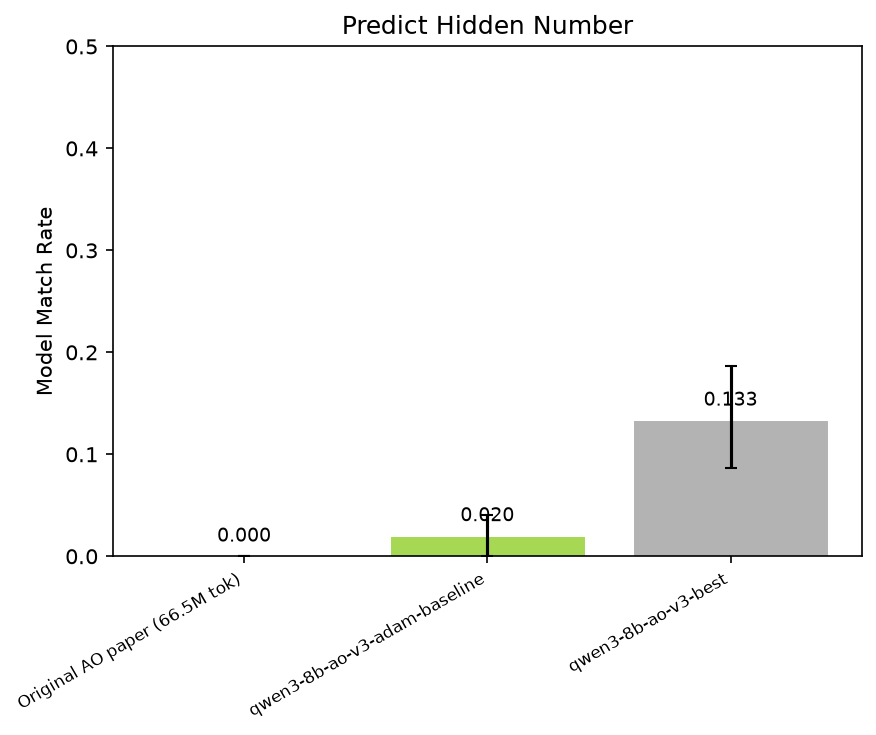 Predict Hidden Number
Model Match Rate
0.5
0.4
0.3
0.2
0.1
0.0
0.000
0.020
0.133
Original AO paper (66.5M tok)
qwen3-8b-ao-v3-adam-baseline
qwen3-8b-ao-v3-best